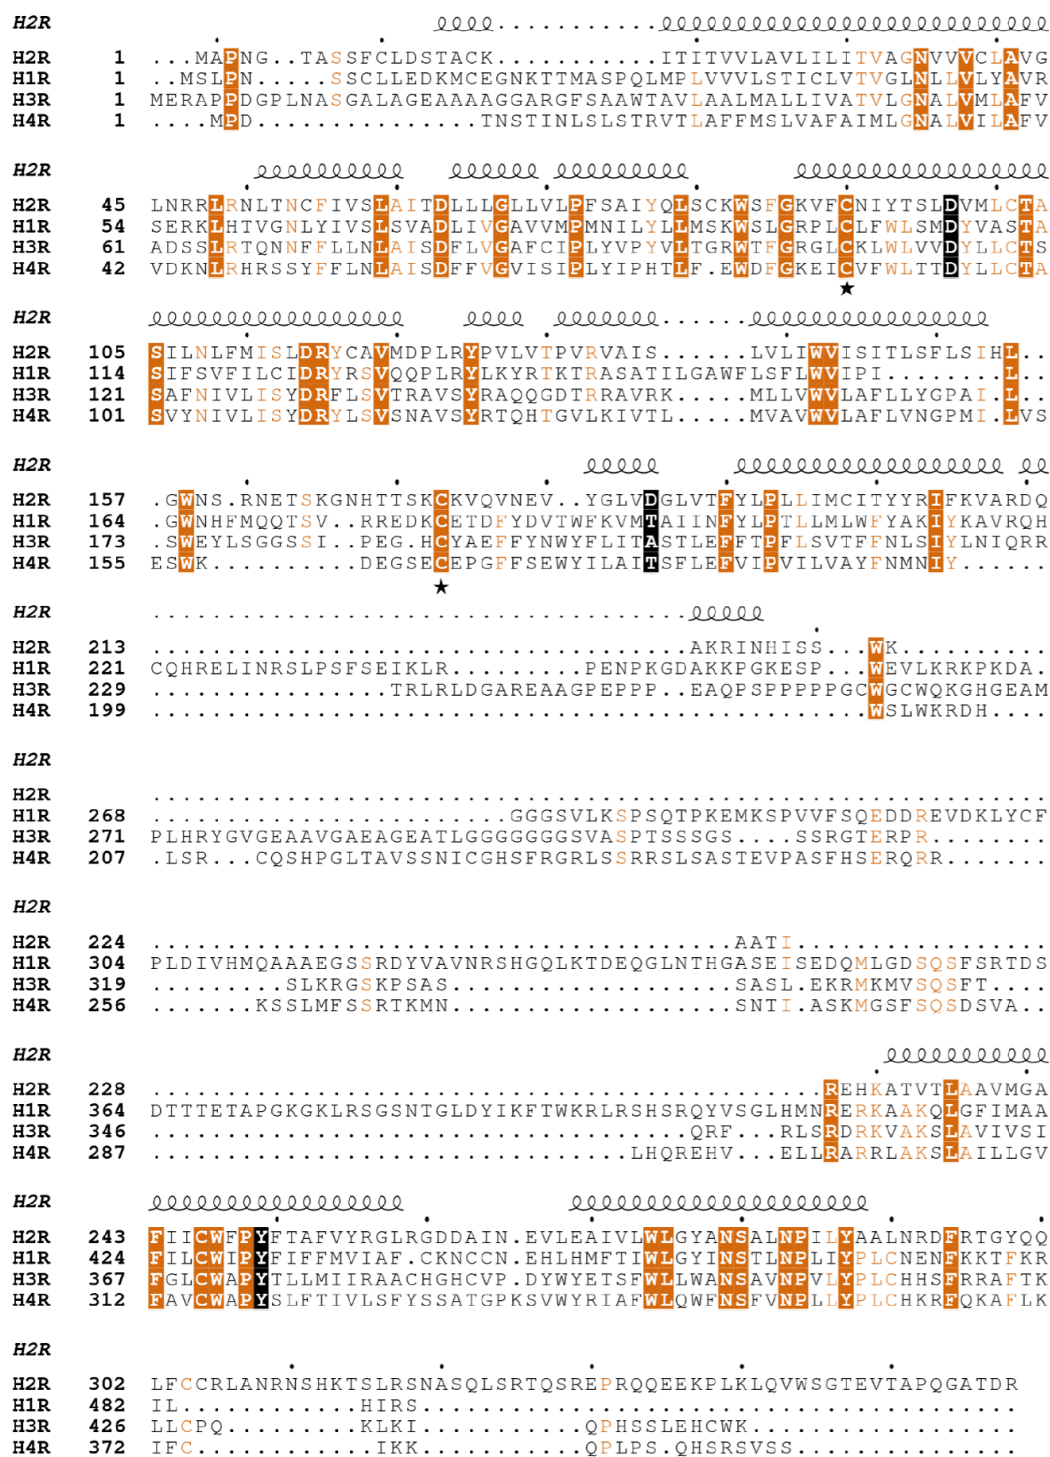 H2R ....................
H2R 1 ...MAPNG..TASSFCLDSTACK...........ITITVVLAVLILITVAGNVVVCLAVG
H1R 1 ..MSLPN.....SSCLLEDKMCEGNKTTMASPQLMPLVVVLSTICLVTVGLNLLVLYAVR
H3R 1 MERAPPDGPLNASGALAGEAAAAGGARGFSAAWTAVLAALMALLIVATVLGNALVMLAFV
H4R 1 ....MPD...............TNSTINLSLSTRVTLAFFMSLVAFAIMLGNALVILAFV
H2R
H2R 45 LNRRLRNLTNCFIVSLAITDLLLGLLVLPFSAIYQLSCKWSFGKVFCNIYTSLDVMLCTA
H1R 54 SERKLHTVGNLYIVSLSVADLIVGAVVMPMNILYLLMSKWSLGRPLCLFWLSMDYVASTA
H3R 61 ADSSLRTQNNFFLLNLAISDFLVGAFCIPLYVPYVLTGRWTFGRGLCKLWLVVDYLLCTS
H4R 42 VDKNLRHRSSYFFLNLAISDFFVGVISIPLYIPHTLF.EWDFGKEICVFWLTTDYLLCTA
★
H2R ......
H2R 105 SILNLFMISLDRYCAVMDPLRYPVLVTPVRVAIS......LVLIWVISITLSFLSIHL..
H1R 114 SIFSVFILCIDRYRSVQQPLRYLKYRTKTRASATILGAWFLSFLWVIPI........L..
H3R 121 SAFNIVLISYDRFLSVTRAVSYRAQQGDTRRAVRK.....MLLVWVLAFLLYGPAI.L..
H4R 101 SVYNIVLISYDRYLSVSNAVSYRTQHTGVLKIVTL.....MVAVWVLAFLVNGPMI.LVS
H2R
H2R 157 .GWNS.RNETSKGNHTTSKCKVQVNEV..YGLVDGLVTFYLPLLIMCITYYRIFKVARDQ
H1R 164 .GWNHFMQQTSV..RREDKCETDFYDVTWFKVMTAIINFYLPTLLMLWFYAKIYKAVRQH
H3R 173 .SWEYLSGGSSI..PEG.HCYAEFFYNWYFLITASTLEFFTPFLSVTFFNLSIYLNIQRR
H4R 155 ESWK.........DEGSECEPGFFSEWYILAITSFLEFVIPVILVAYFNMNIY......
★
H2R ....................................
H2R 213 ....................................AKRINHISS...WK..........
H1R 221 CQHRELINRSLPSFSEIKLR.........PENPKGDAKKPGKESP...WEVLKRKPKDA.
H3R 229 ................TRLRLDGAREAAGPEPPP..EAQPSPPPPPGCWGCWQKGHGEAM
H4R 199 ................................................WSLWKRDH....
H2R
H2R ............................................................
H1R 268 ........................GGGSVLKSPSQTPKEMKSPVVFSQEDDREVDKLYCF
H3R 271 PLHRYGVGEAAVGAEAGEATLGGGGGGGSVASPTSSSGS....SSRGTERPR........
H4R 207 .LSR...CQSHPGLTAVSSNICGHSFRGRLSSRRSLSASTEVPASFHSERQRR.......
H2R
H2R 224 .......................................AATI.................
H1R 304 PLDIVHMQAAAEGSSRDYVAVNRSHGQLKTDEQGLNTHGASEISEDQMLGDSQSFSRTDS
H3R 319 .......SLKRGSKPSAS.....................SASL.EKRMKMVSQSFT....
H4R 256 .......KSSLMFSSRTKMN...................SNTI.ASKMGSFSQSDSVA..
H2R
H2R 228 .............................................REHKATVTLAAVMGA
H1R 364 DTTTETAPGKGKLRSGSNTGLDYIKFTWKRLRSHSRQYVSGLHMNRERKAAKQLGFIMAA
H3R 346 ....................................QRF...RLSRDRKVAKSLAVIVSI
H4R 287 ................................LHQREHV...ELLRARRLAKSLAILLGV
H2R
H2R 243 FIICWFPYFTAFVYRGLRGDDAIN.EVLEAIVLWLGYANSALNPILYAALNRDFRTGYQQ
H1R 424 FILCWIPYFIFFMVIAF.CKNCCN.EHLHMFTIWLGYINSTLNPLIYPLCNENFKKTFKR
H3R 367 FGLCWAPYTLLMIIRAACHGHCVP.DYWYETSFWLLWANSAVNPVLYPLCHHSFRRAFTK
H4R 312 FAVCWAPYSLFTIVLSFYSSATGPKSVWYRIAFWLQWFNSFVNPLLYPLCHKRFQKAFLK
H2R
H2R 302 LFCCRLANRNSHKTSLRSNASQLSRTQSREPRQQEEKPLKLQVWSGTEVTAPQGATDR
H1R 482 IL............HIRS........................................
H3R 426 LLCPQ.........KLKI...........QPHSSLEHCWK..................
H4R 372 IFC............IKK...........QPLPS.QHSRSVSS...............